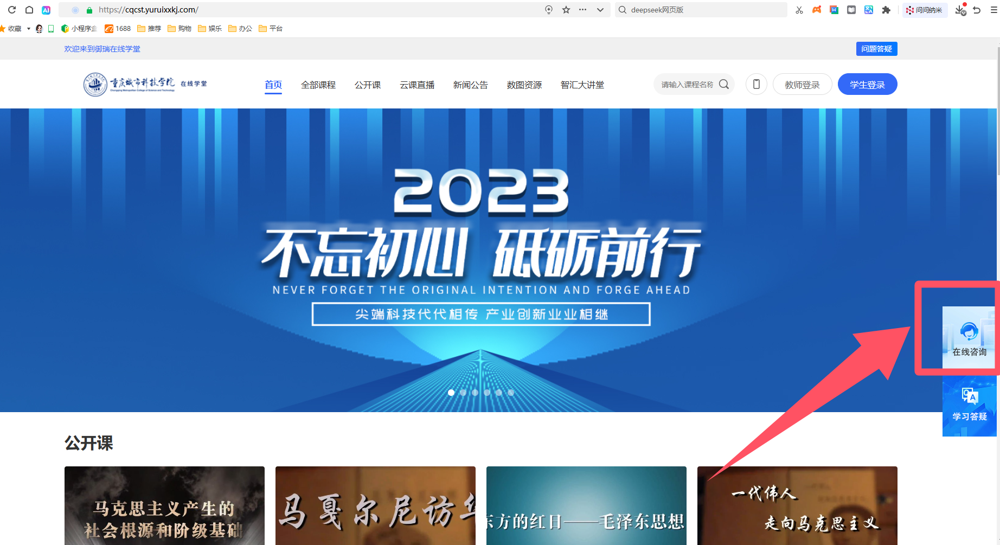 https://cqcst.yuruixxkj.com/
deepseek网页版
问问纳米
收藏
小程序盒
1688
推荐
购物
娱乐
办公
平台
欢迎来到御瑞在线学堂
问题答疑
重庆城市科技学院
Chongqing Metropolitan College of Science and Technology
在线学堂
首页
全部课程
公开课
云课直播
新闻公告
数图资源
智汇大讲堂
请输入课程名称
教师登录
学生登录
2023
不忘初心 砥砺前行
NEVER FORGET THE ORIGINAL INTENTION AND FORGE AHEAD
尖端科技代代相传 产业创新业业相继
在线咨询
学习答疑
公开课
马克思主义产生的
社会根源和阶级基础
马戛尔尼访华
东方的红日——毛泽东思想
一代伟人
走向马克思主义